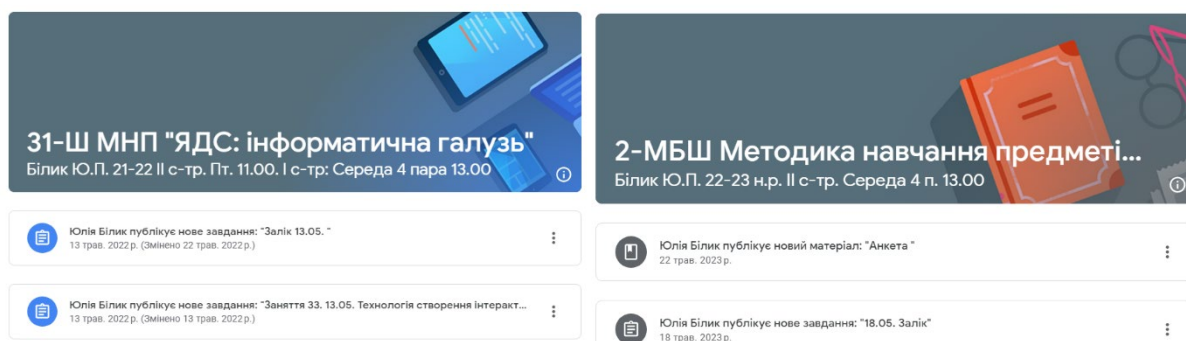 31-Ш МНП "ЯДС: інформатична галузь"
Білик Ю.П. 21-22 ІІ с-тр. Пт. 11.00. І с-тр: Середа 4 пара 13.00
Юлія Білик публікує нове завдання: "Залік 13.05. "
13 трав. 2022 р. (Змінено 22 трав. 2022 р.)
Юлія Білик публікує нове завдання: "Заняття 33. 13.05. Технологія створення інтеракт...
13 трав. 2022 р. (Змінено 13 трав. 2022 р.)
2-МБШ Методика навчання предметі...
Білик Ю.П. 22-23 н.р. ІІ с-тр. Середа 4 п. 13.00
Юлія Білик публікує новий матеріал: "Анкета "
22 трав. 2023 р.
Юлія Білик публікує нове завдання: "18.05. Залік"
18 трав. 2023 р.